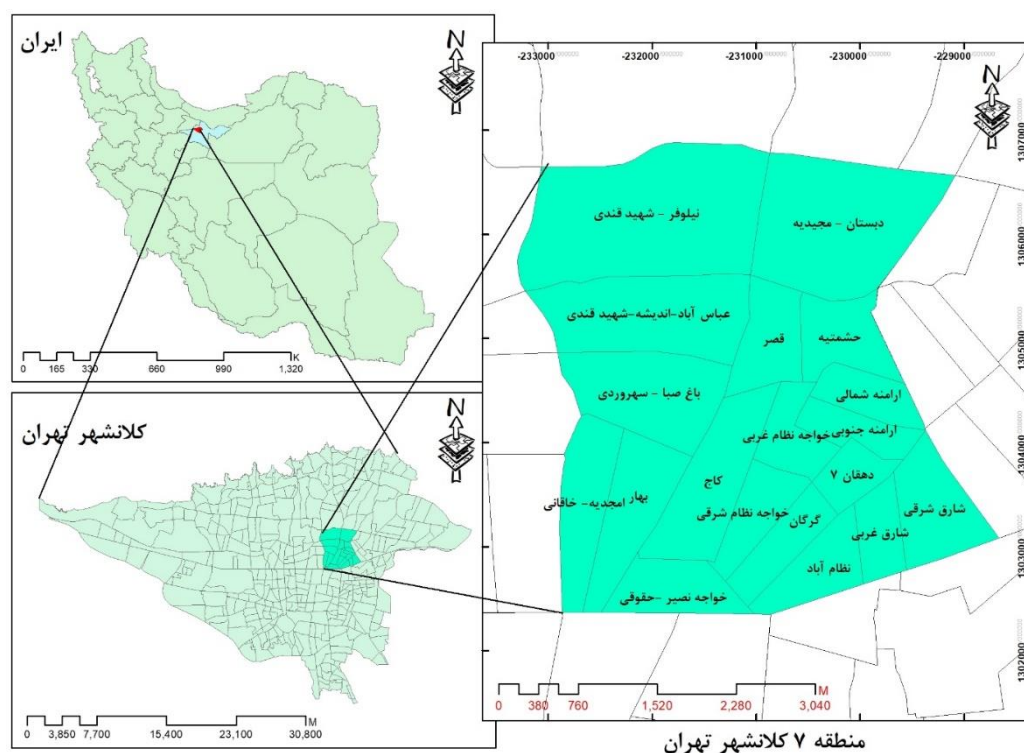 ایران
N
0 165 330 660 990 1,320 K
کلانشهر تهران
N
0 3,850 7,700 15,400 23,100 30,800 M
-233000 -232000 -231000 -230000 -229000
N
1307000
1306000
1305000
1304000
1303000
1302000
نیلوفر - شهید قندی
دبستان - مجیدیه
عباس آباد-اندیشه-شهید قندی
قصر
حشمتیه
باغ صبا - سهروردی
ارامنه شمالی
ارامنه جنوبی
خواجه نظام غربی
دهقان ۷
کاج
بهار
امجدیه- خاقانی
خواجه نظام شرقی
گرگان
شارق شرقی
شارق غربی
نظام آباد
خواجه نصیر -حقوقی
0 380 760 1,520 2,280 3,040 M
منطقه ۷ کلانشهر تهران